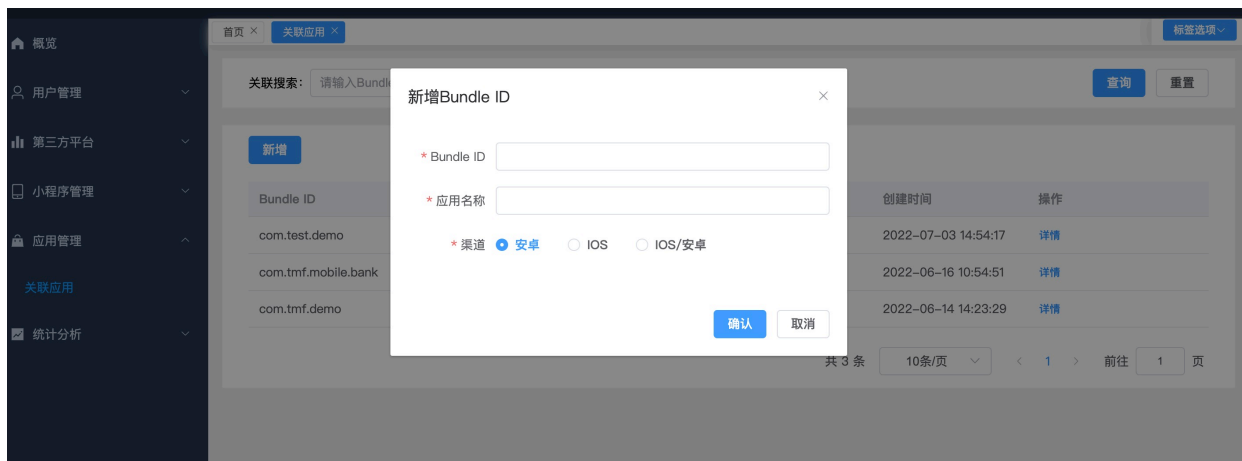 概览
用户管理
第三方平台
小程序管理
应用管理
关联应用
统计分析
首页 × 关联应用 × 标签选项
关联搜索： 请输入Bundle 查询 重置
新增
Bundle ID 创建时间 操作
com.test.demo 2022-07-03 14:54:17 详情
com.tmf.mobile.bank 2022-06-16 10:54:51 详情
com.tmf.demo 2022-06-14 14:23:29 详情
共 3 条 10条/页 < 1 > 前往 1 页
新增Bundle ID ×
* Bundle ID
* 应用名称
* 渠道 安卓 IOS IOS/安卓
确认 取消